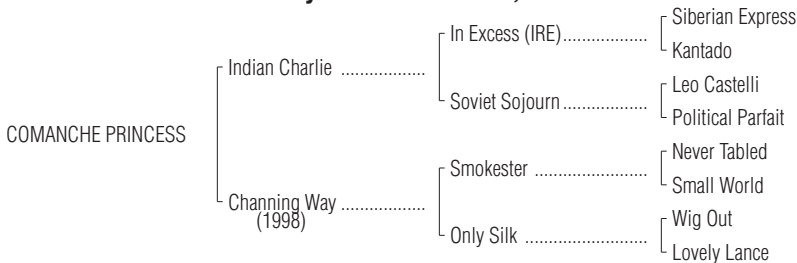 Siberian Express
In Excess (IRE)..................
Kantado
Indian Charlie ..................
Leo Castelli
Soviet Sojourn..................
Political Parfait
COMANCHE PRINCESS
Never Tabled
Smokester ........................
Small World
Channing Way ..................
(1998)
Wig Out
Only Silk ..........................
Lovely Lance